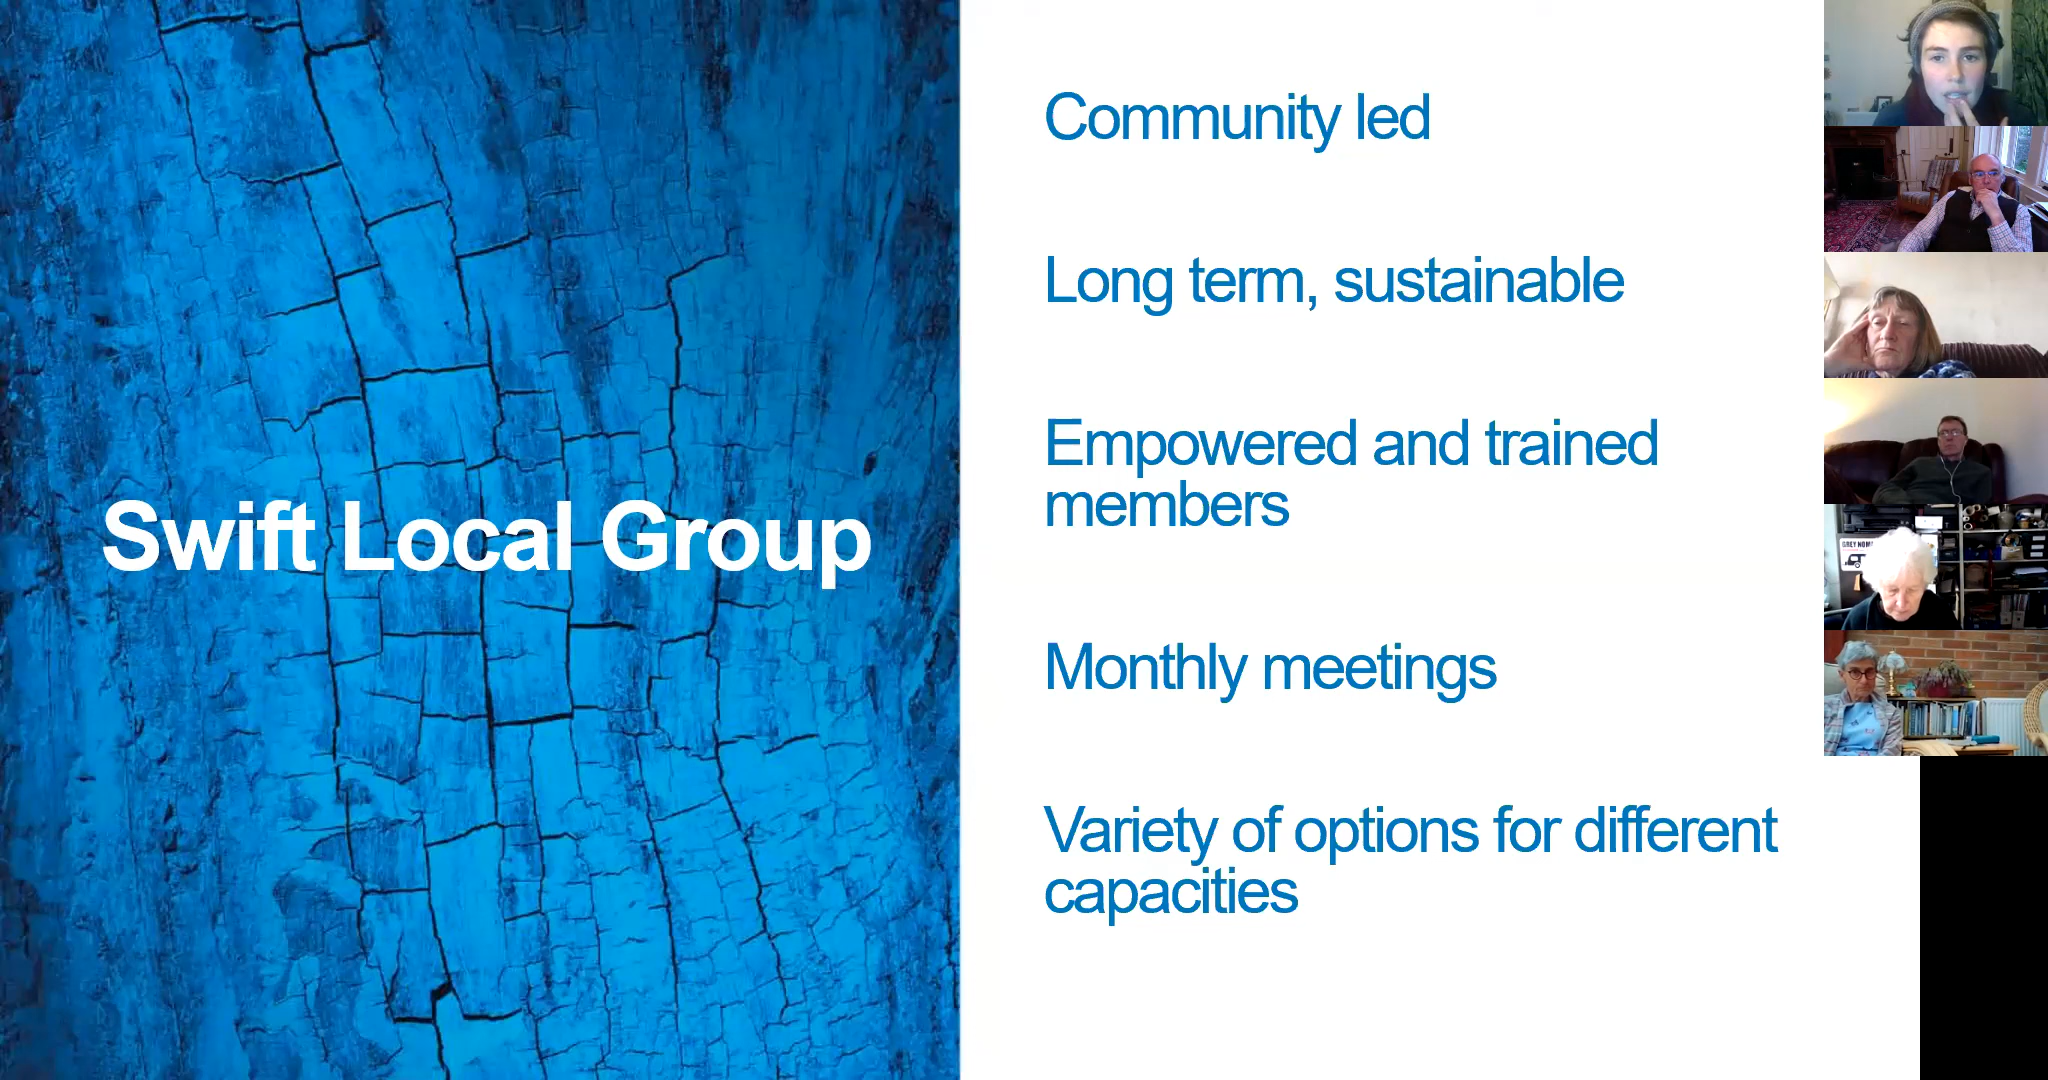 Swift Local Group
Community led
Long term, sustainable
Empowered and trained
members
Monthly meetings
Variety of options for different
capacities
GREY